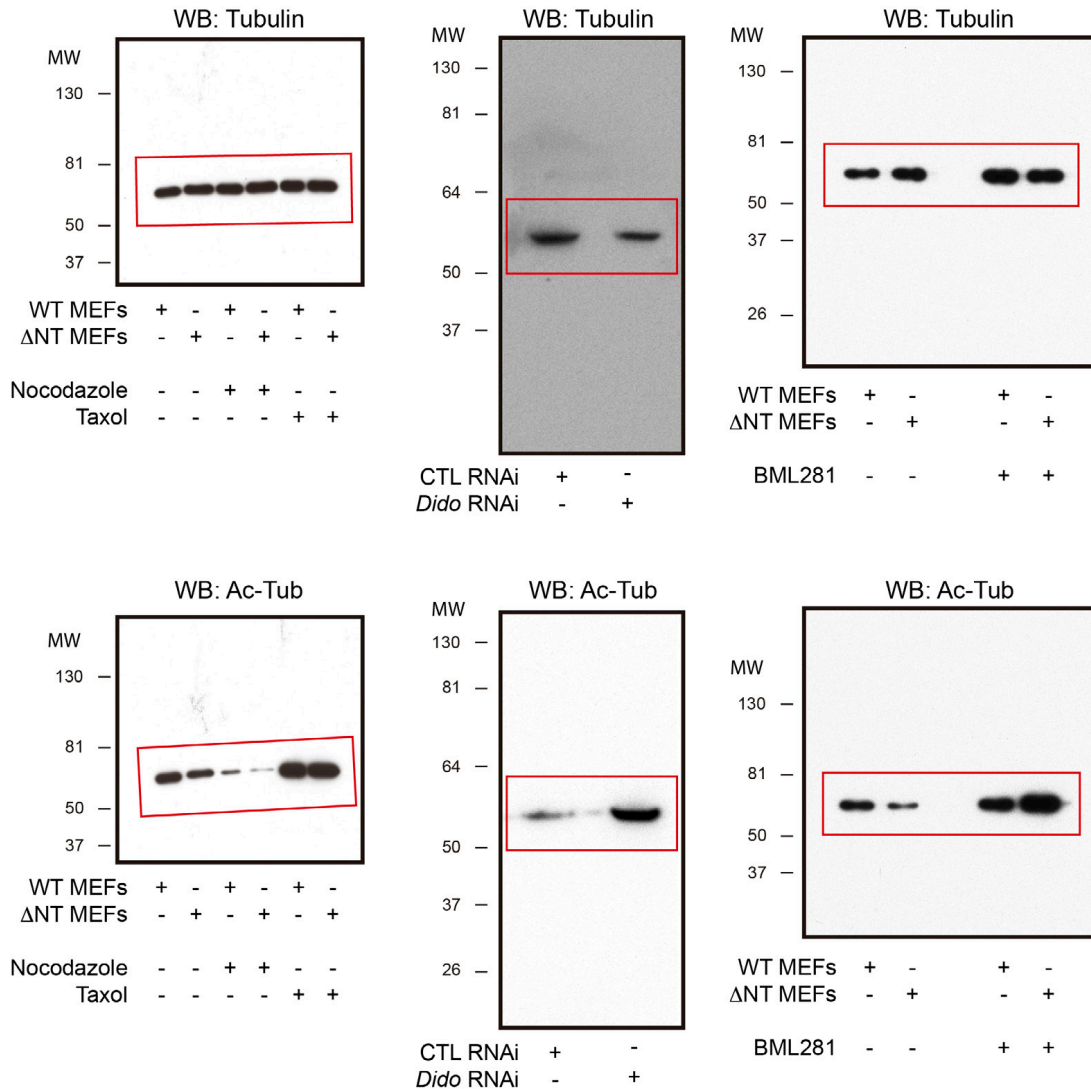 WB: Tubulin
MW
130 –
81 –
50 –
37 –
WT MEFs + - + - + -
ΔNT MEFs - + - + - +
Nocodazole - - + + - -
Taxol - - - - + +
WB: Tubulin
MW
130 –
81 –
64 –
50 –
37 –
CTL RNAi + -
Dido RNAi - +
WB: Tubulin
MW
130 –
81 –
50 –
37 –
26 –
WT MEFs + - + -
ΔNT MEFs - + - +
BML281 - - + +
WB: Ac-Tub
MW
130 –
81 –
50 –
37 –
WT MEFs + - + - + -
ΔNT MEFs - + - + - +
Nocodazole - - + + - -
Taxol - - - - + +
WB: Ac-Tub
MW
130 –
81 –
64 –
50 –
37 –
26 –
CTL RNAi + -
Dido RNAi - +
WB: Ac-Tub
MW
130 –
81 –
50 –
37 –
WT MEFs + - + -
ΔNT MEFs - + - +
BML281 - - + +